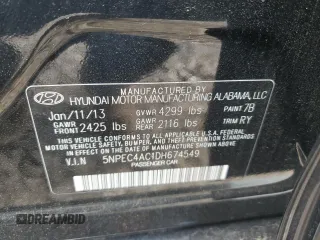 MANUFACTURED BY
HYUNDAI MOTOR MANUFACTURING ALABAMA, LLC
Jan/11/13 GVWR 4299 lbs PAINT 7B
GAWR FRONT 2425 lbs GAWR REAR 2116 lbs TRIM RY
THIS VEHICLE CONFORMS TO ALL APPLICABLE FEDERAL
MOTOR VEHICLE SAFETY, BUMPER, AND THEFT PREVENTION
STANDARDS IN EFFECT ON THE DATE OF MANUFACTURE SHOWN ABOVE.
V.I.N 5NPEC4AC1DH674549
PASSENGER CAR
© AMERICABID